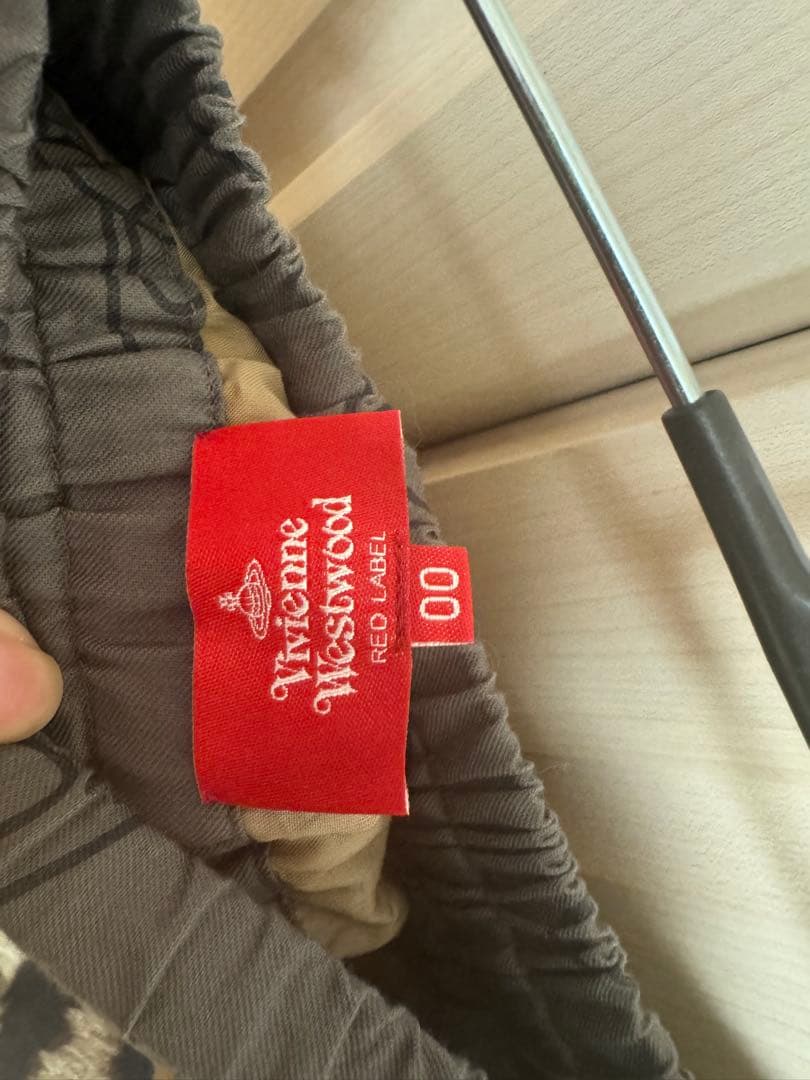 Vivienne
Westwood
RED LABEL
00